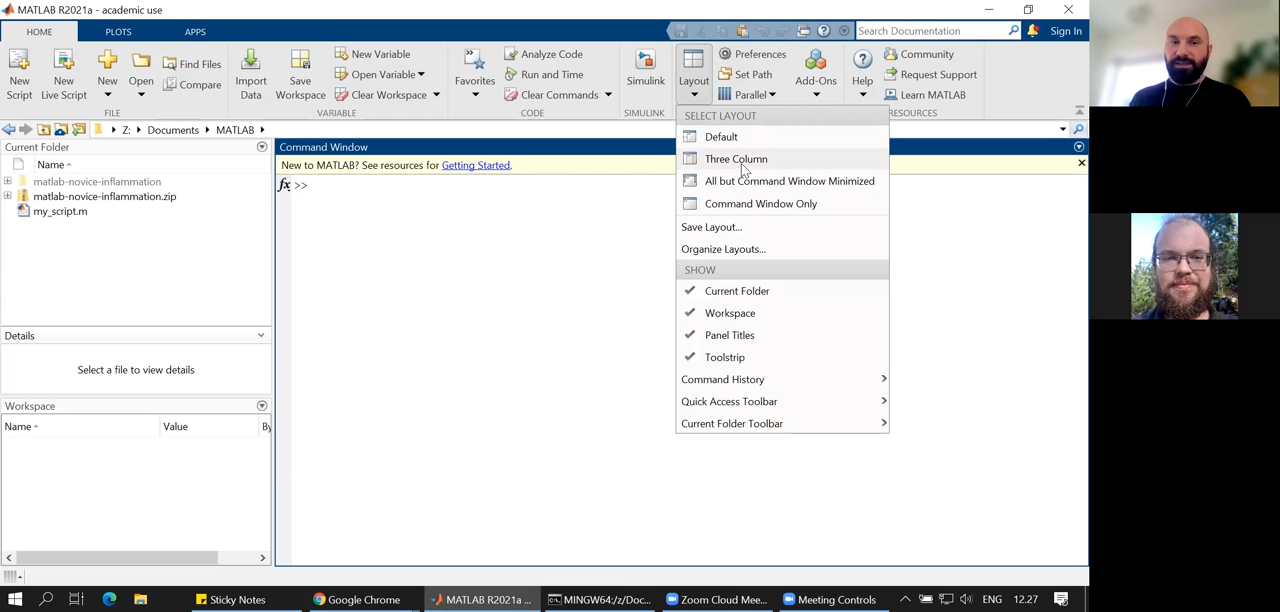 MATLAB R2021a - academic use
HOME PLOTS APPS
Search Documentation
Sign In
New Script
New Live Script
New
Open
Find Files
Compare
FILE
Import Data
Save Workspace
New Variable
Open Variable
Clear Workspace
VARIABLE
Favorites
Analyze Code
Run and Time
Clear Commands
CODE
Simulink
SIMULINK
Layout
Preferences
Set Path
Parallel
Add-Ons
Help
Community
Request Support
Learn MATLAB
RESOURCES
Z: Documents MATLAB
Current Folder
Name
matlab-novice-inflammation
matlab-novice-inflammation.zip
my_script.m
Details
Select a file to view details
Workspace
Name Value By
Command Window
New to MATLAB? See resources for Getting Started.
fx >>
SELECT LAYOUT
Default
Three Column
All but Command Window Minimized
Command Window Only
Save Layout...
Organize Layouts...
SHOW
Current Folder
Workspace
Panel Titles
Toolstrip
Command History
Quick Access Toolbar
Current Folder Toolbar
Sticky Notes
Google Chrome
MATLAB R2021a ...
MINGW64:/z/Doc...
Zoom Cloud Mee...
Meeting Controls
ENG
12.27